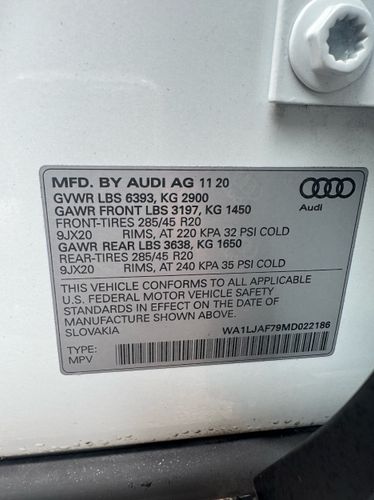 MFD. BY AUDI AG 11 20
GVWR LBS 6393, KG 2900
GAWR FRONT LBS 3197, KG 1450
FRONT-TIRES 285/45 R20
9JX20 RIMS, AT 220 KPA 32 PSI COLD
GAWR REAR LBS 3638, KG 1650
REAR-TIRES 285/45 R20
9JX20 RIMS, AT 240 KPA 35 PSI COLD
Audi
THIS VEHICLE CONFORMS TO ALL APPLICABLE
U.S. FEDERAL MOTOR VEHICLE SAFETY
STANDARDS IN EFFECT ON THE DATE OF
MANUFACTURE SHOWN ABOVE.
SLOVAKIA WA1LJAF79MD022186
TYPE:
MPV